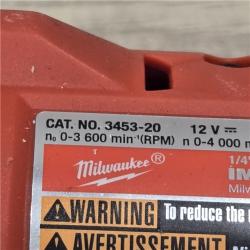 CAT. NO. 3453-20 12 V
n₀ 0-3 600 min⁻¹(RPM) n 0-4 000
Milwaukee 1/4"
Milw
WARNING To reduce the
AVERTISSEMENT